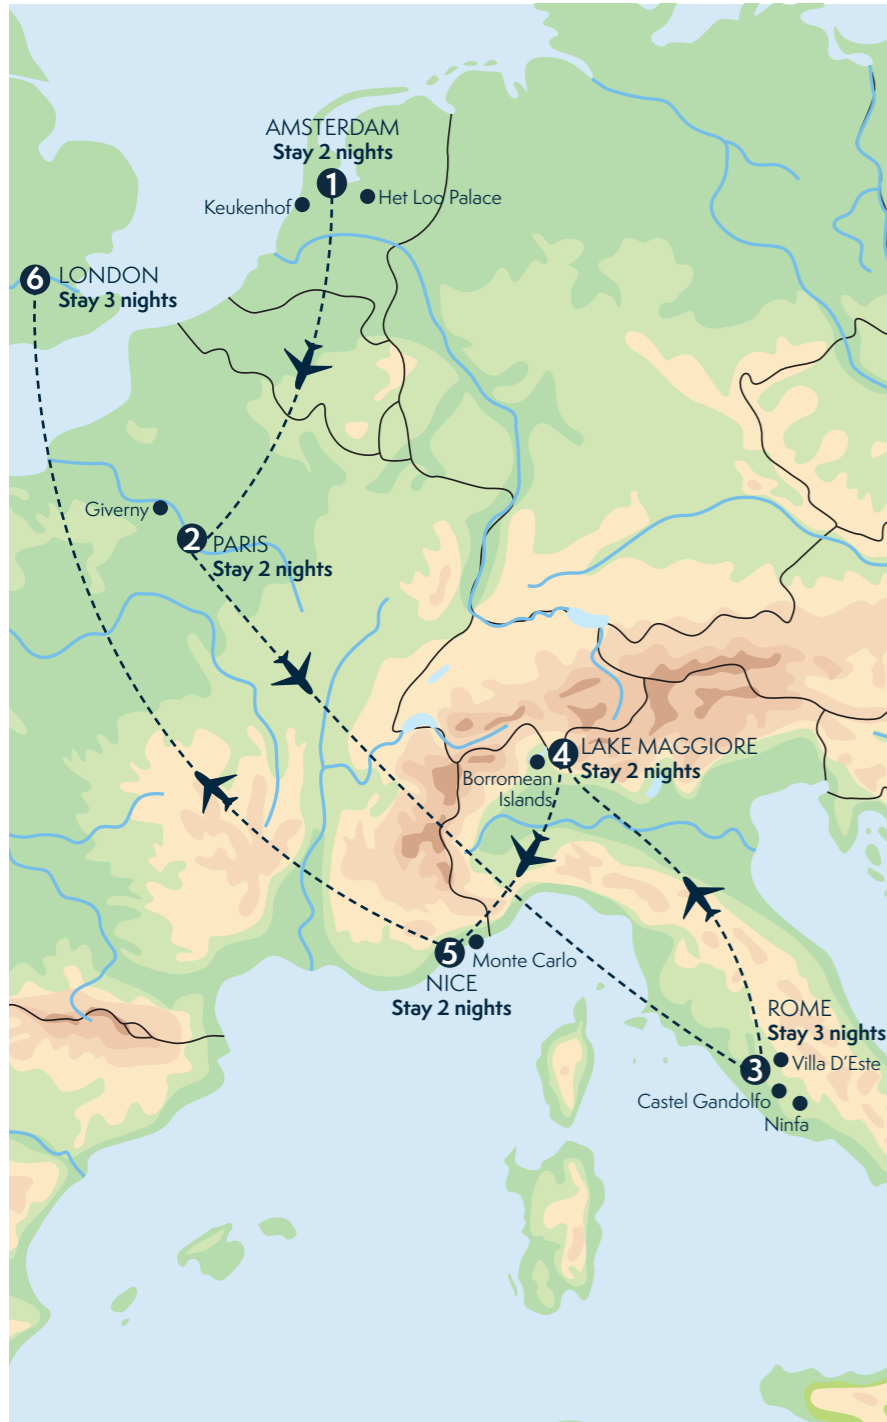 AMSTERDAM
Stay 2 nights
1
Keukenhof
Het Loo Palace
6
LONDON
Stay 3 nights
Giverny
2
PARIS
Stay 2 nights
4
LAKE MAGGIORE
Stay 2 nights
Borromean
Islands
5
Monte Carlo
NICE
Stay 2 nights
ROME
Stay 3 nights
3
Villa D'Este
Castel Gandolfo
Ninfa